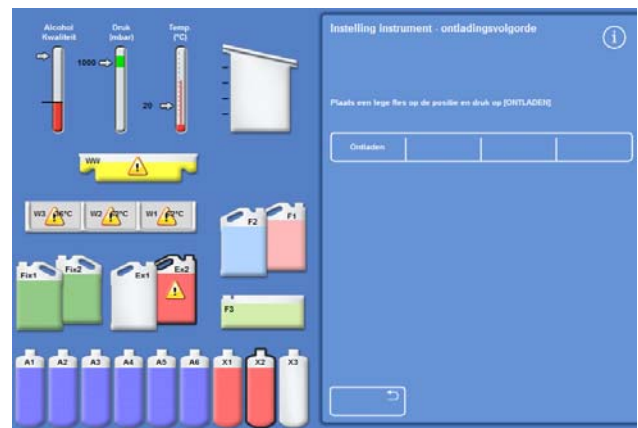 Alcohol Kwaliteit
Druk (mbar)
Temp. (°C)
1000
20
Instelling instrument - ontladingsvolgorde
i
Plaats een lege fles op de positie en druk op [ONTLADEN]
Ontladen
WW
W3
W2
W1
F2
F1
Fix1
Fix2
Ex1
Ex2
F3
A1
A2
A3
A4
A5
A6
X1
X2
X3